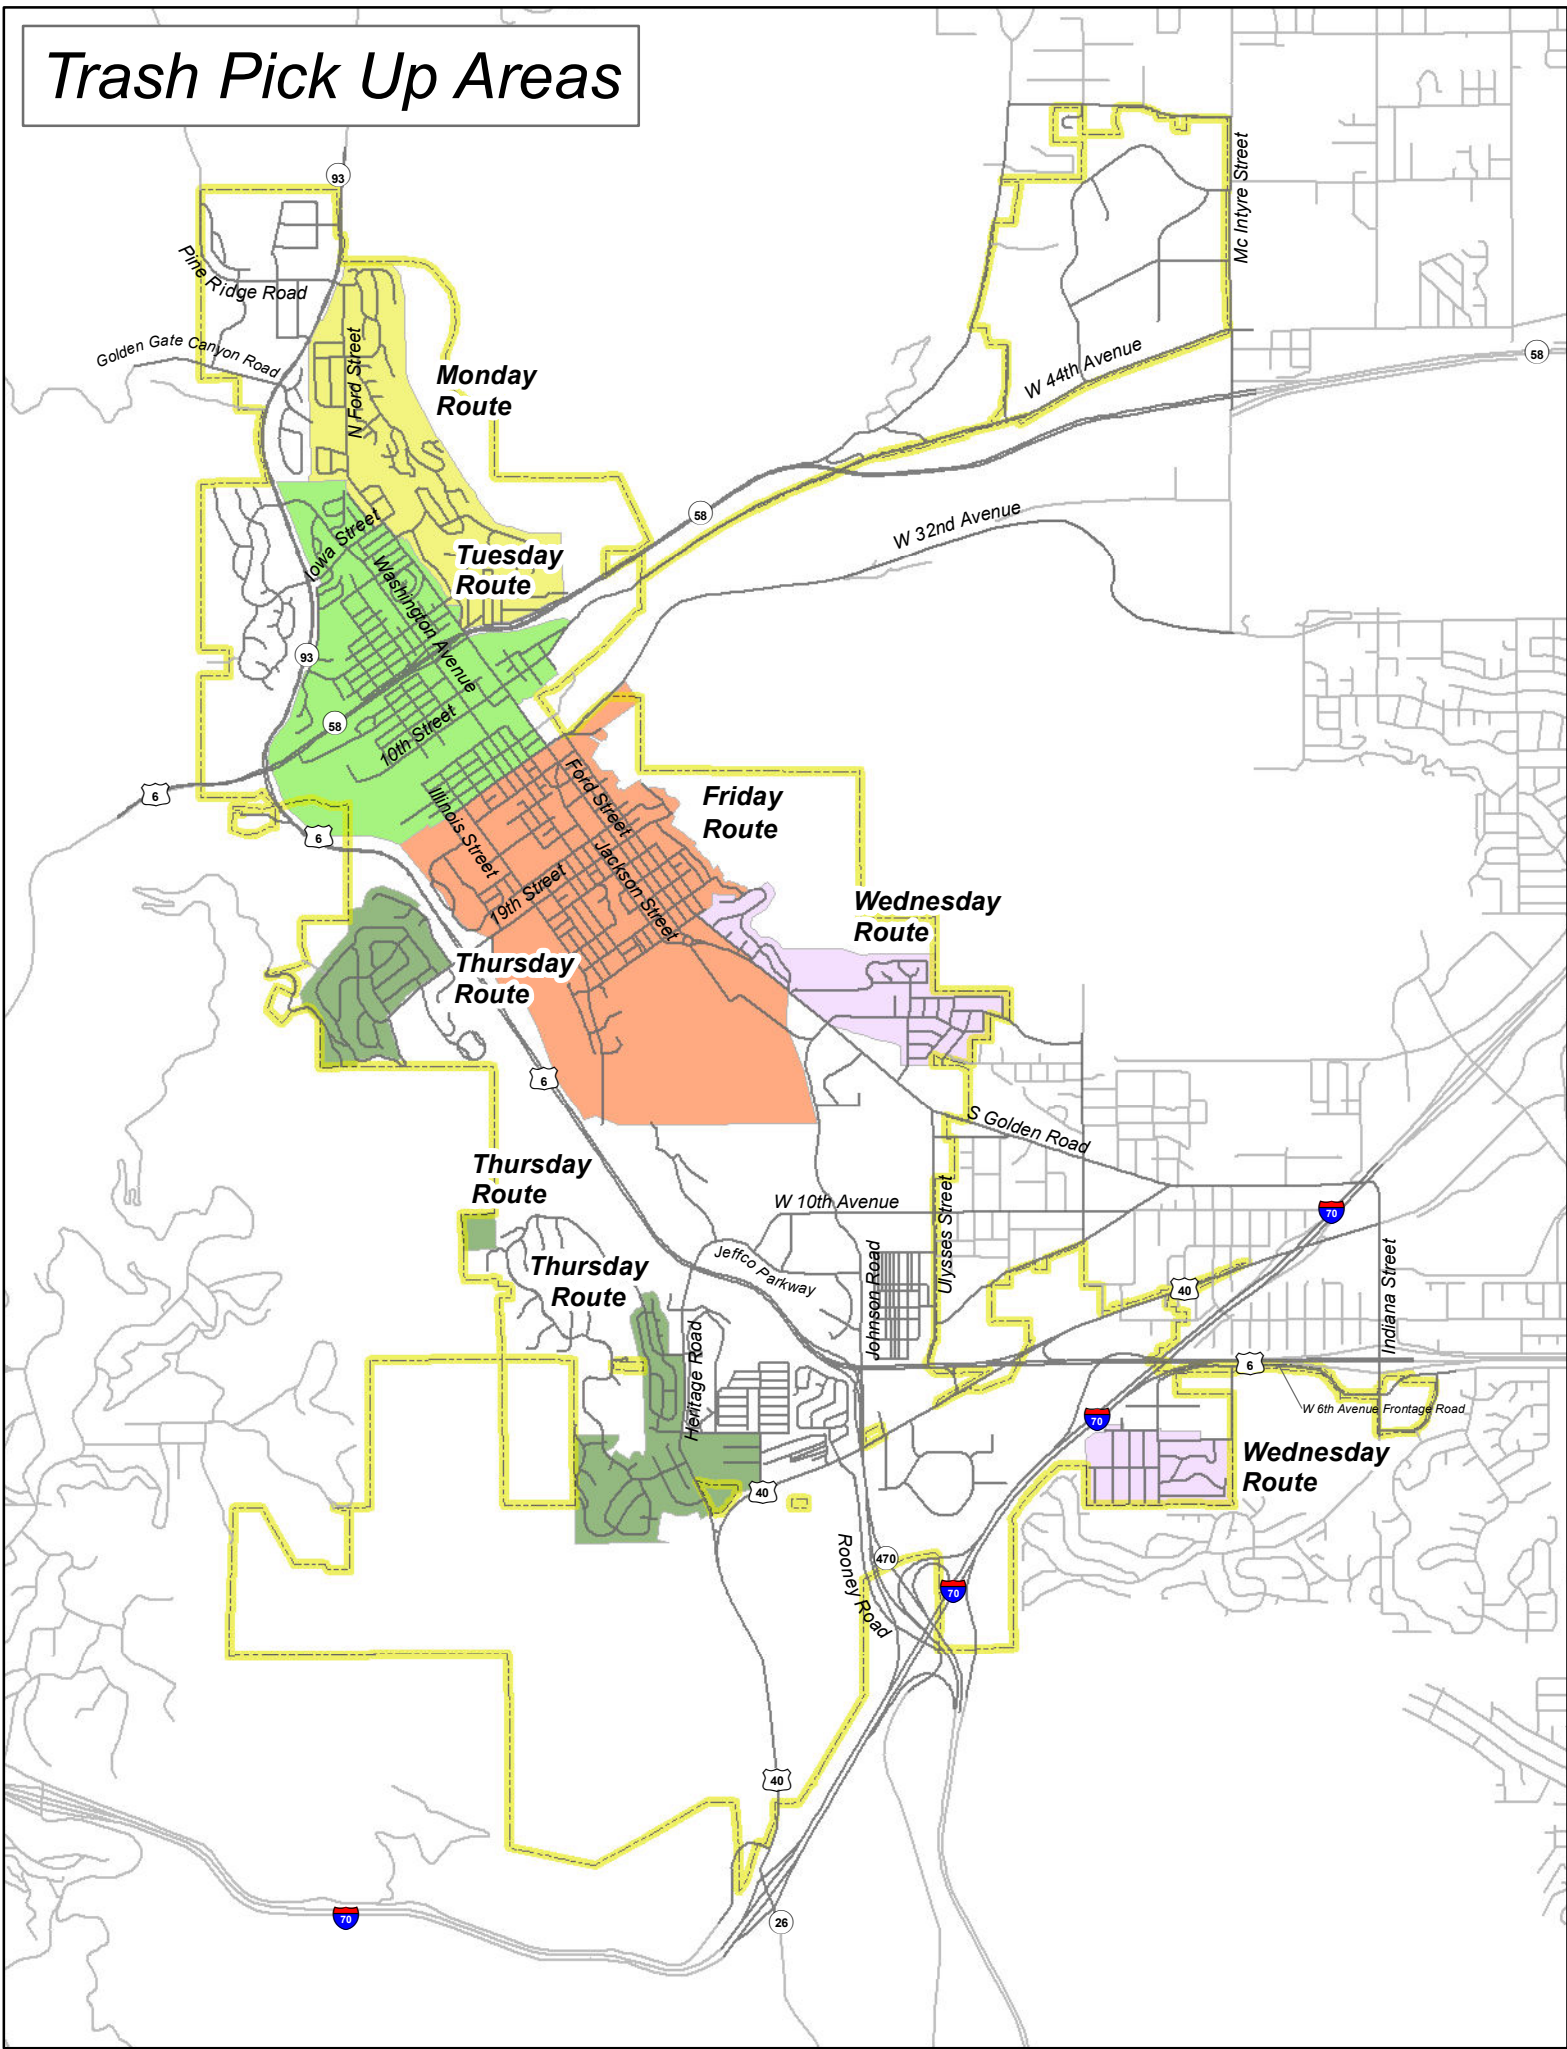 Trash Pick Up Areas
93
Mc Intyre Street
Pine Ridge Road
Golden Gate Canyon Road
N Ford Street
Monday
Route
W 44th Avenue
58
58
W 32nd Avenue
Iowa Street
Tuesday
Route
Washington Avenue
93
58
10th Street
6
6
Illinois Street
Ford Street
Friday
Route
Jackson Street
19th Street
Wednesday
Route
Thursday
Route
6
S Golden Road
Thursday
Route
W 10th Avenue
Ulysses Street
70
Jeffco Parkway
Thursday
Route
Johnson Road
40
Indiana Street
Heritage Road
6
W 6th Avenue Frontage Road
70
Wednesday
Route
40
Rooney Road
470
70
40
70
26